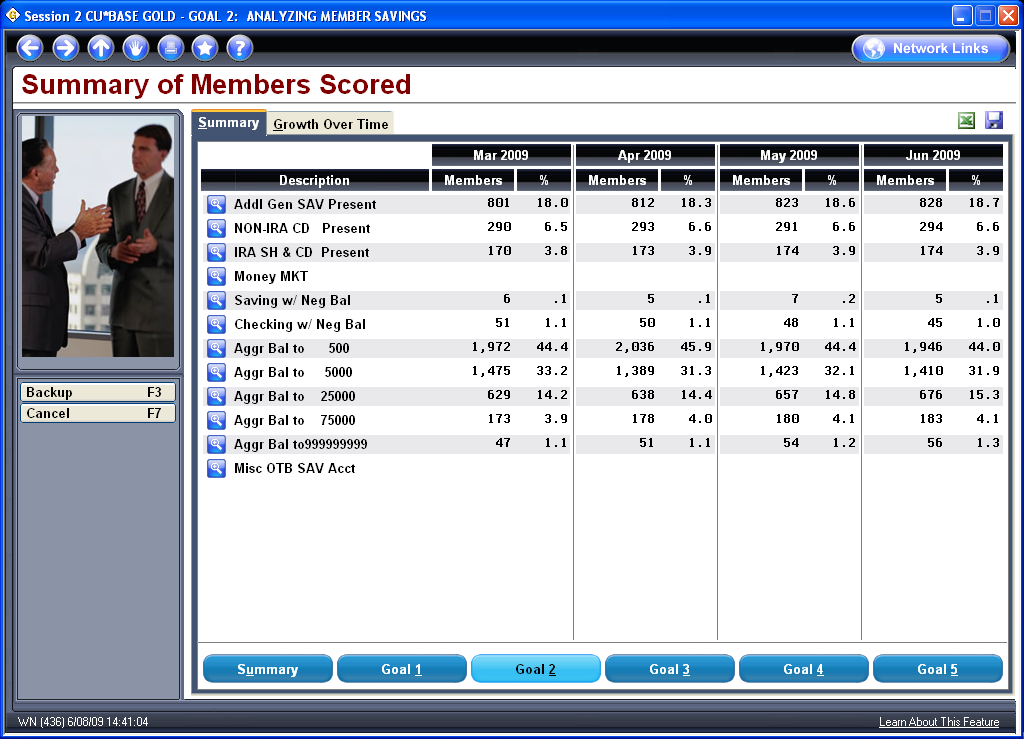 Session 2 CU*BASE GOLD - GOAL 2: ANALYZING MEMBER SAVINGS
? Network Links
Summary of Members Scored
Summary Growth Over Time
Mar 2009 Apr 2009 May 2009 Jun 2009
Description Members % Members % Members % Members %
Addl Gen SAV Present 801 18.0 812 18.3 823 18.6 828 18.7
NON-IRA CD Present 290 6.5 293 6.6 291 6.6 294 6.6
IRA SH & CD Present 170 3.8 173 3.9 174 3.9 174 3.9
Money MKT
Saving w/ Neg Bal 6 .1 5 .1 7 .2 5 .1
Checking w/ Neg Bal 51 1.1 50 1.1 48 1.1 45 1.0
Aggr Bal to 500 1,972 44.4 2,036 45.9 1,970 44.4 1,946 44.0
Aggr Bal to 5000 1,475 33.2 1,389 31.3 1,423 32.1 1,410 31.9
Aggr Bal to 25000 629 14.2 638 14.4 657 14.8 676 15.3
Aggr Bal to 75000 173 3.9 178 4.0 180 4.1 183 4.1
Aggr Bal to999999999 47 1.1 51 1.1 54 1.2 56 1.3
Misc OTB SAV Acct
Backup F3
Cancel F7
Summary Goal 1 Goal 2 Goal 3 Goal 4 Goal 5
WN (436) 6/08/09 14:41:04 Learn About This Feature